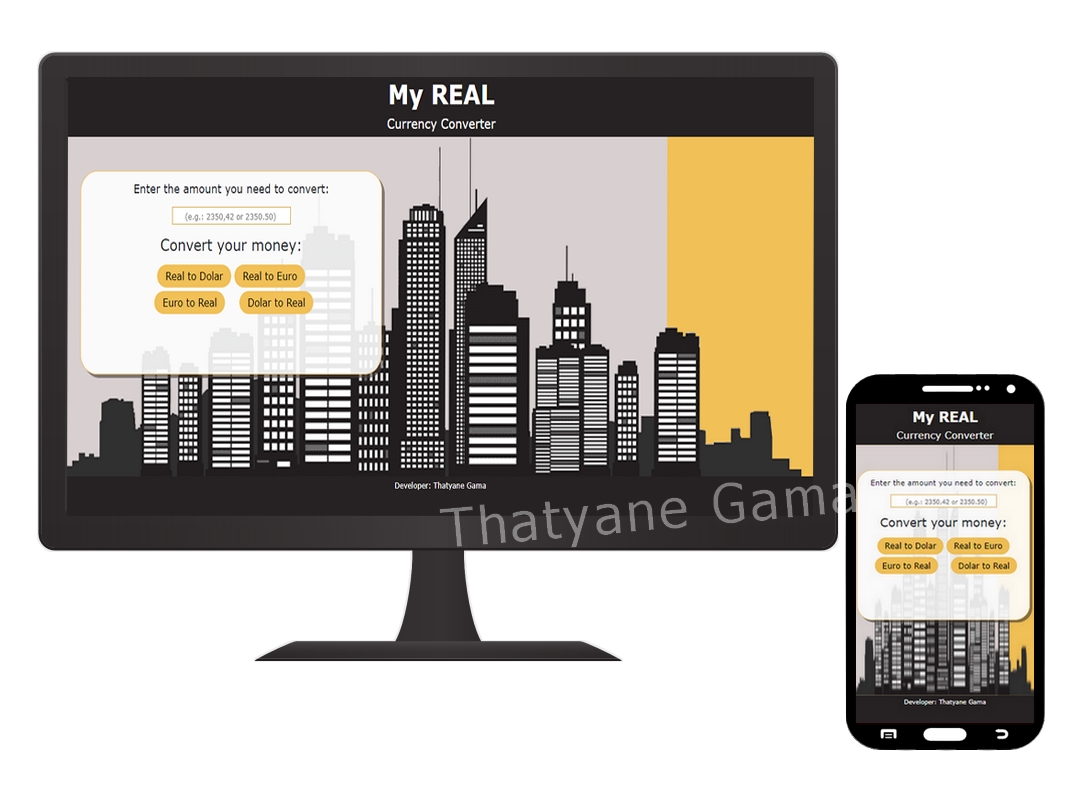 My REAL
Currency Converter
Enter the amount you need to convert:
(e.g.: 2350,42 or 2350.50)
Convert your money:
Real to Dolar Real to Euro
Euro to Real Dolar to Real
Developer: Thatyane Gama
Thatyane Gama
My REAL
Currency Converter
Enter the amount you need to convert:
(e.g.: 2350,42 or 2350.50)
Convert your money:
Real to Dolar Real to Euro
Euro to Real Dolar to Real
Developer: Thatyane Gama